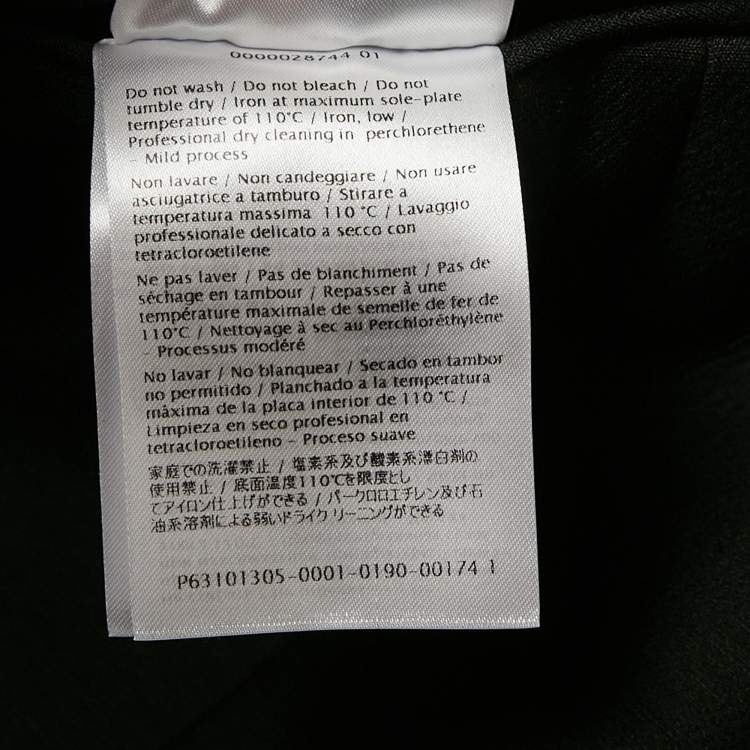 0000028744 01
Do not wash / Do not bleach / Do not
tumble dry / Iron at maximum sole-plate
temperature of 110°C / Iron, low /
Professional dry cleaning in perchlorethene
- Mild process
Non lavare / Non candeggiare / Non usare
asciugatrice a tamburo / Stirare a
temperatura massima 110 °C / Lavaggio
professionale delicato a secco con
tetracloroetilene
Ne pas laver / Pas de blanchiment / Pas de
séchage en tambour / Repasser à une
température maximale de semelle de fer de
110°C / Nettoyage à sec au Perchloréthylène
- Processus modéré
No lavar / No blanquear / Secado en tambor
no permitido / Planchado a la temperatura
máxima de la placa interior de 110 °C /
Limpieza en seco profesional en
tetracloroetileno - Proceso suave
家庭での洗濯禁止 / 塩素系及び酸素系漂白剤の
使用禁止 / 底面温度110℃を限度とし
てアイロン仕上げができる / パークロロエチレン及び石
油系溶剤による弱いドライクリーニングができる
P63101305-0001-0190-00174 1